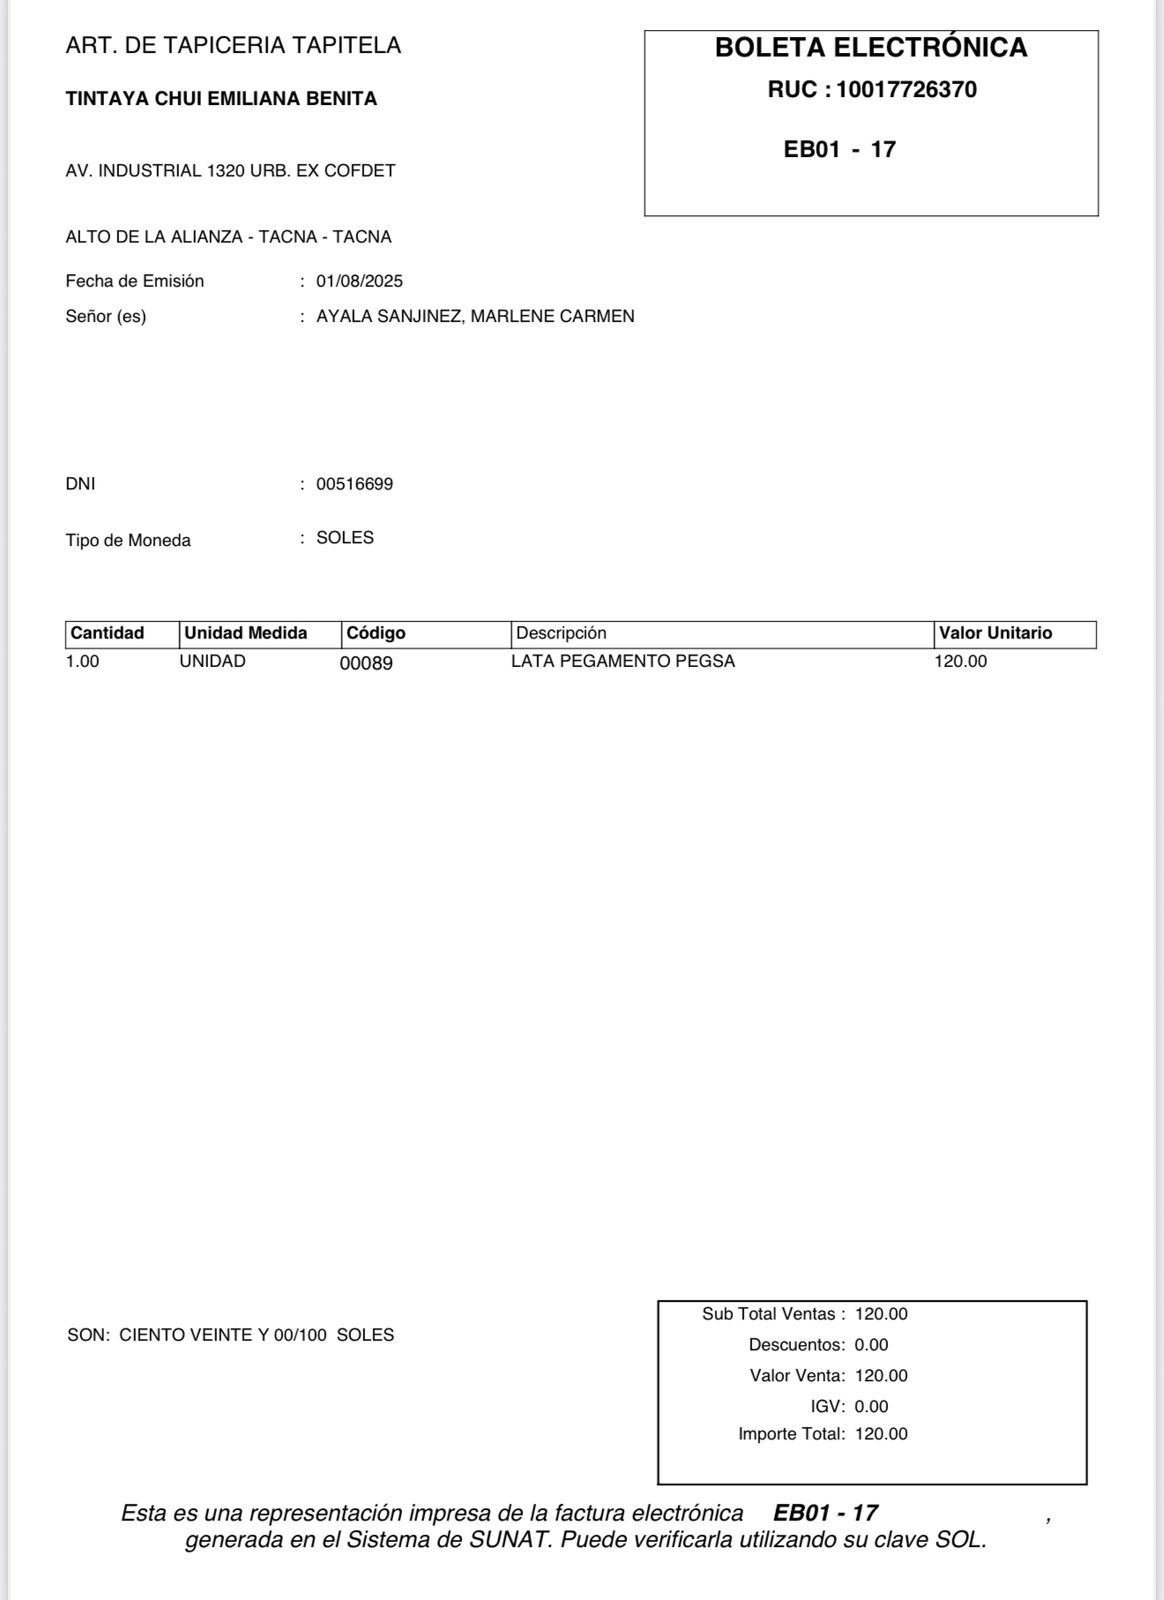 ART. DE TAPICERIA TAPITELA
TINTAYA CHUI EMILIANA BENITA
AV. INDUSTRIAL 1320 URB. EX COFDET
ALTO DE LA ALIANZA - TACNA - TACNA
BOLETA ELECTRÓNICA
RUC : 10017726370
EB01 - 17
Fecha de Emisión : 01/08/2025
Señor (es) : AYALA SANJINEZ, MARLENE CARMEN
DNI : 00516699
Tipo de Moneda : SOLES
Cantidad Unidad Medida Código Descripción Valor Unitario
1.00 UNIDAD 00089 LATA PEGAMENTO PEGSA 120.00
SON: CIENTO VEINTE Y 00/100 SOLES
Sub Total Ventas : 120.00
Descuentos: 0.00
Valor Venta: 120.00
IGV: 0.00
Importe Total: 120.00
Esta es una representación impresa de la factura electrónica EB01 - 17 ,
generada en el Sistema de SUNAT. Puede verificarla utilizando su clave SOL.